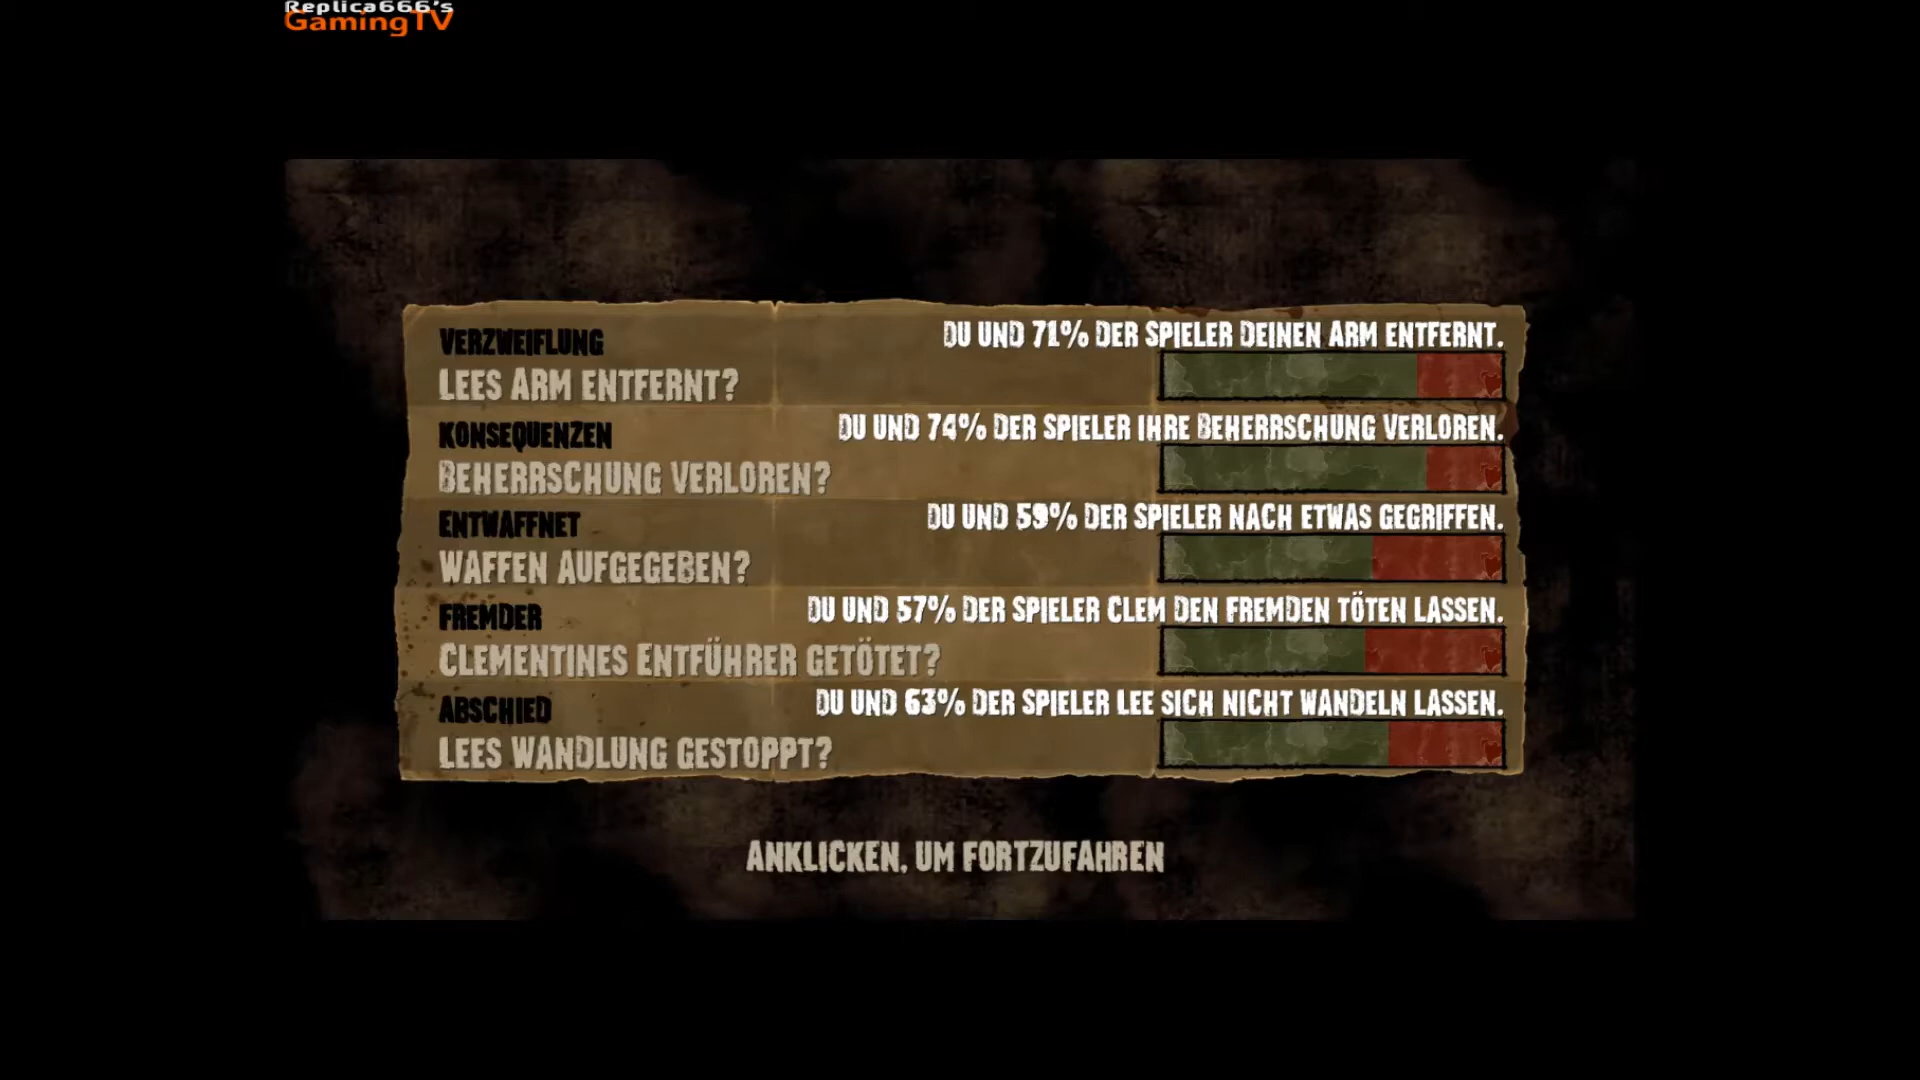 Replica666's
GamingTV
VERZWEIFLUNG
DU UND 71% DER SPIELER DEINEN ARM ENTFERNT.
LEES ARM ENTFERNT?
KONSEQUENZEN
DU UND 74% DER SPIELER IHRE BEHERRSCHUNG VERLOREN.
BEHERRSCHUNG VERLOREN?
ENTWAFFNET
DU UND 59% DER SPIELER NACH ETWAS GEGRIFFEN.
WAFFEN AUFGEGEBEN?
FREMDER
DU UND 57% DER SPIELER CLEM DEN FREMDEN TÖTEN LASSEN.
CLEMENTINES ENTFÜHRER GETÖTET?
ABSCHIED
DU UND 63% DER SPIELER LEE SICH NICHT WANDELN LASSEN.
LEES WANDLUNG GESTOPPT?
ANKLICKEN, UM FORTZUFAHREN